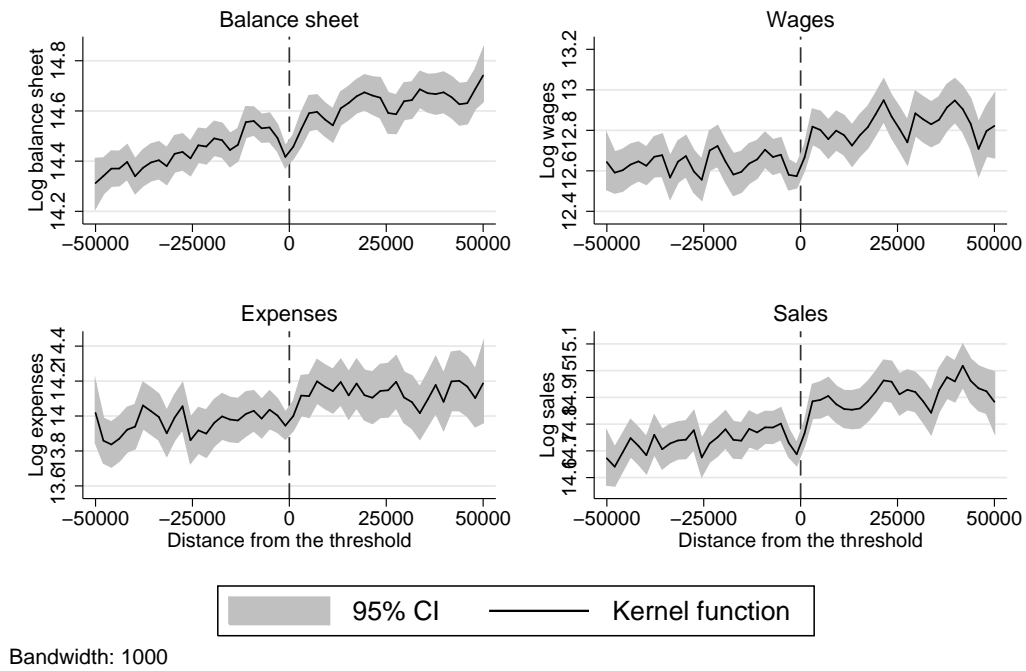 Balance sheet
Log balance sheet
14.2 14.4 14.6 14.8
−50000 −25000 0 25000 50000
Wages
Log wages
12.4 12.6 12.8 13 13.2
−50000 −25000 0 25000 50000
Expenses
Log expenses
13.6 13.8 14 14.2 14.4
−50000 −25000 0 25000 50000
Distance from the threshold
Sales
Log sales
14.6 14.7 14.8 14.9 15 15.1
−50000 −25000 0 25000 50000
Distance from the threshold
95% CI Kernel function
Bandwidth: 1000